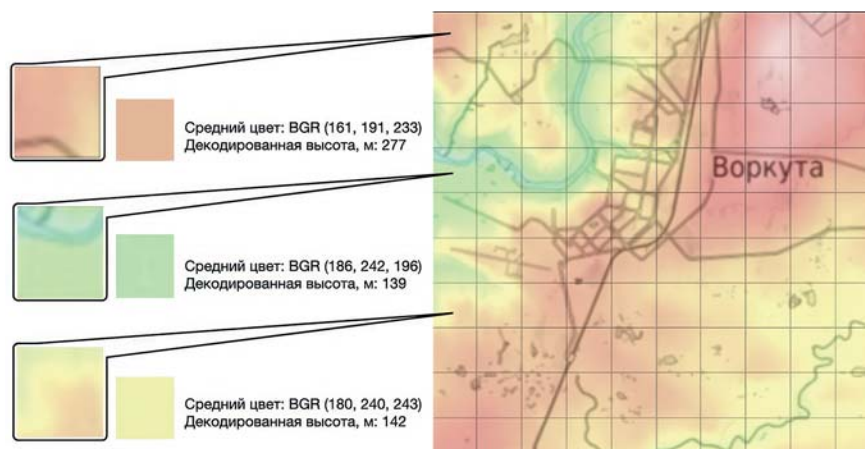 Средний цвет: BGR (161, 191, 233)
Декодированная высота, м: 277
Воркута
Средний цвет: BGR (186, 242, 196)
Декодированная высота, м: 139
Средний цвет: BGR (180, 240, 243)
Декодированная высота, м: 142